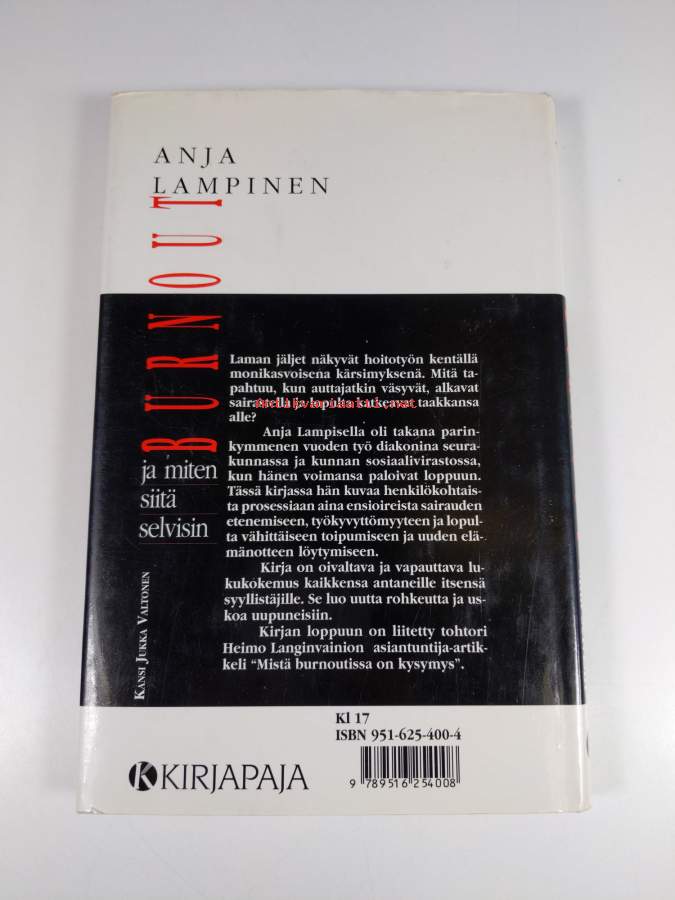 ANJA
LAMPINEN
BURNOUT
ja miten
siitä
selvisin
KANSI JUKKA VALTONEN
Laman jäljet näkyvät hoitotyön kentällä
monikasvoisena kärsimyksenä. Mitä ta-
pahtuu, kun auttajatkin väsyvät, alkavat
sairastella ja lopulta katkeavat taakkansa
alle?
Anja Lampisella oli takana parin-
kymmenen vuoden työ diakonina seura-
kunnassa ja kunnan sosiaalivirastossa,
kun hänen voimansa paloivat loppuun.
Tässä kirjassa hän kuvaa henkilökohtais-
ta prosessiaan aina ensioireista sairauden
etenemiseen, työkyvyttömyyteen ja lopul-
ta vähittäiseen toipumiseen ja uuden elä-
mänotteen löytymiseen.
Kirja on oivaltava ja vapauttava lu-
kukokemus kaikkensa antaneille itsensä
syyllistäjille. Se luo uutta rohkeutta ja us-
koa uupuneisiin.
Kirjan loppuun on liitetty tohtori
Heimo Langinvainion asiantuntija-artik-
keli “Mistä burnoutissa on kysymys”.
Kl 17
ISBN 951-625-400-4
9 789516 254008
K KIRJAPAJA